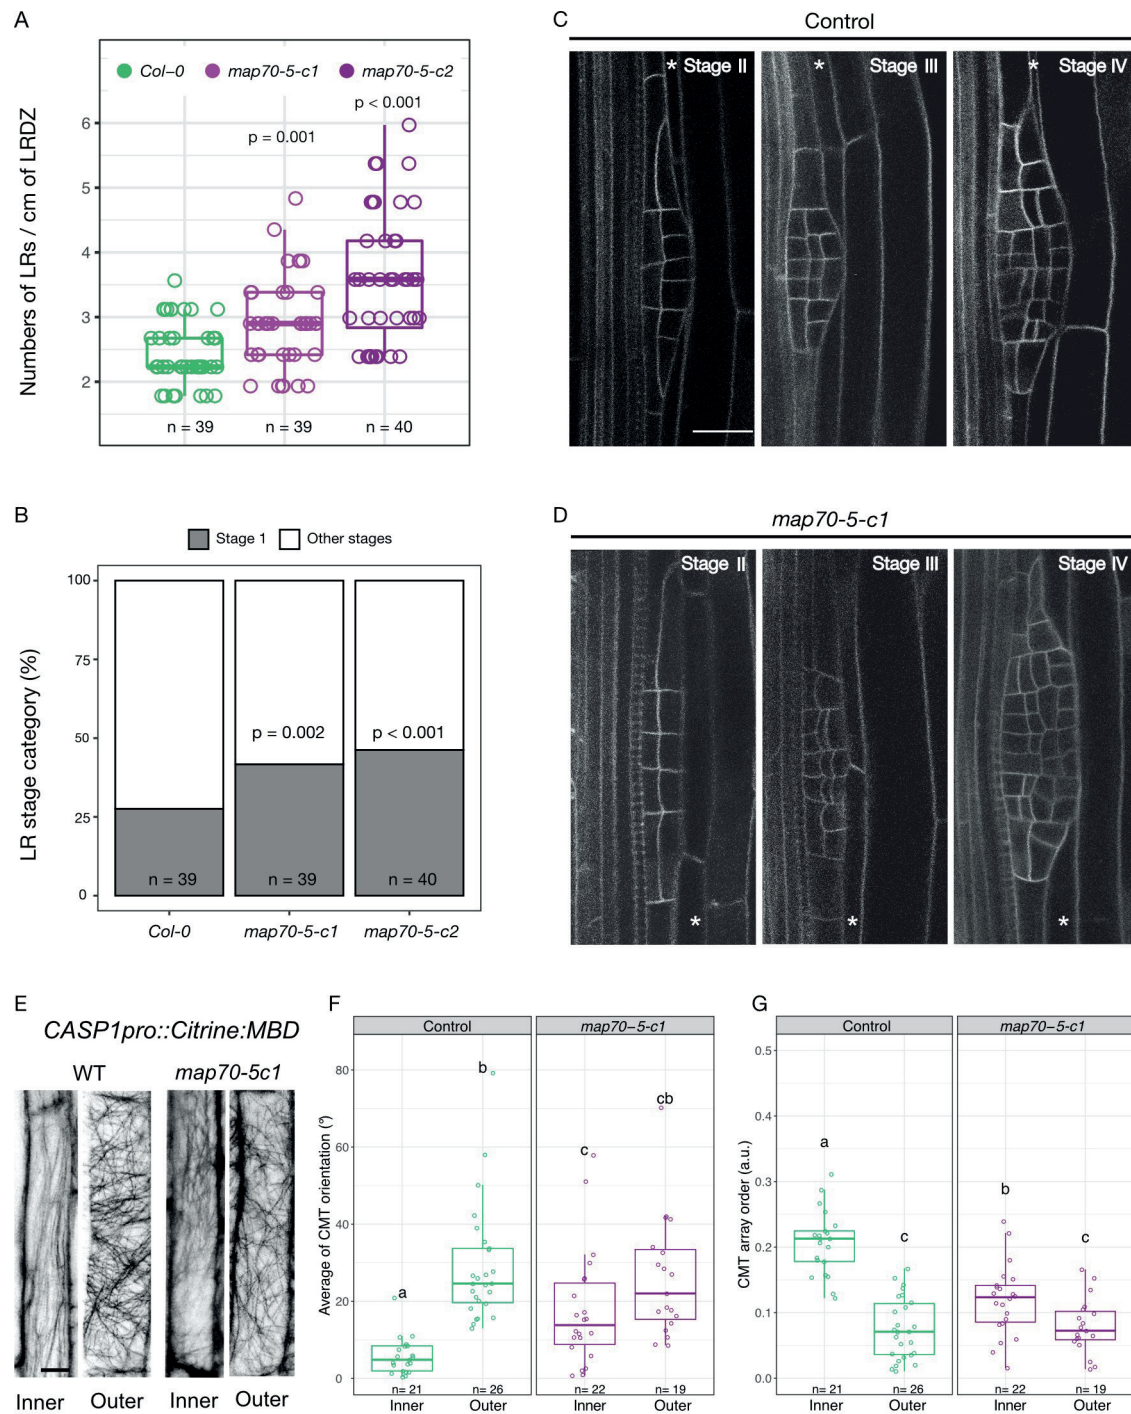 A
Numbers of LRs / cm of LRDZ
Col–0
map70-5-c1
map70-5-c2
p < 0.001
p = 0.001
6
5
4
3
2
n = 39
n = 39
n = 40
B
Stage 1
Other stages
LR stage category (%)
100
75
50
25
0
p = 0.002
p < 0.001
n = 39
n = 39
n = 40
Col-0
map70-5-c1
map70-5-c2
C
Control
* Stage II
* Stage III
* Stage IV
D
map70-5-c1
Stage II
Stage III
Stage IV
*
*
*
E
CASP1pro::Citrine:MBD
WT
map70-5c1
Inner
Outer
Inner
Outer
F
Control
map70–5-c1
Average of CMT orientation (°)
80
60
40
20
0
a
b
c
cb
n= 21
n= 26
n= 22
n= 19
Inner
Outer
Inner
Outer
G
Control
map70–5-c1
CMT array order (a.u.)
0.5
0.4
0.3
0.2
0.1
0.0
a
c
b
c
n= 21
n= 26
n= 22
n= 19
Inner
Outer
Inner
Outer